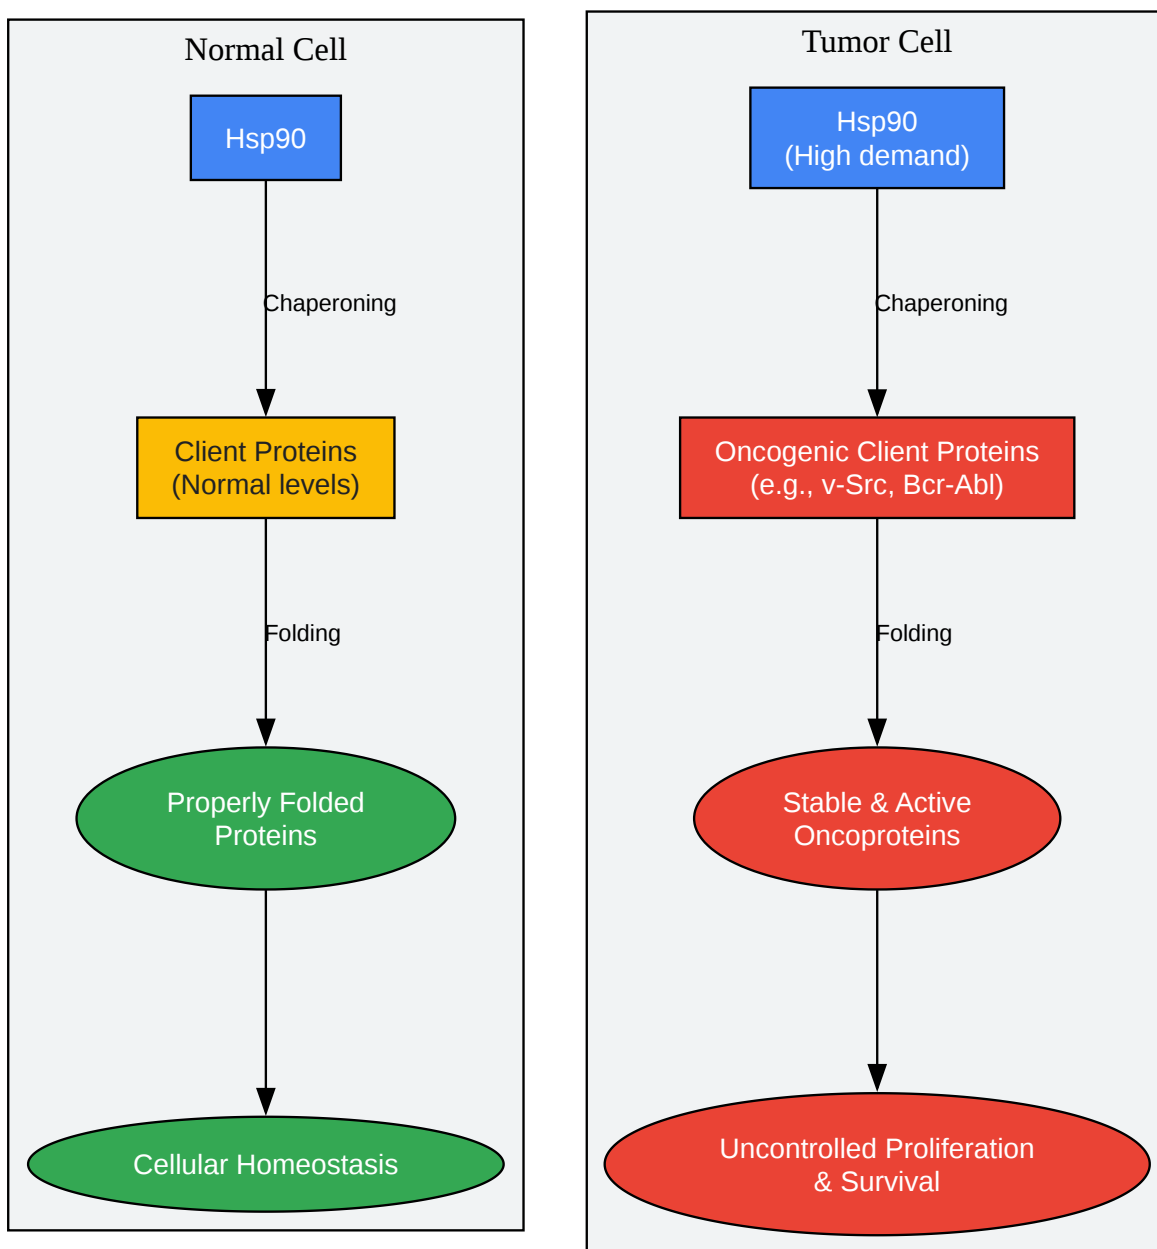 Normal Cell
Hsp90
Chaperoning
Client Proteins
(Normal levels)
Folding
Properly Folded
Proteins
Cellular Homeostasis
Tumor Cell
Hsp90
(High demand)
Chaperoning
Oncogenic Client Proteins
(e.g., v-Src, Bcr-Abl)
Folding
Stable & Active
Oncoproteins
Uncontrolled Proliferation
& Survival